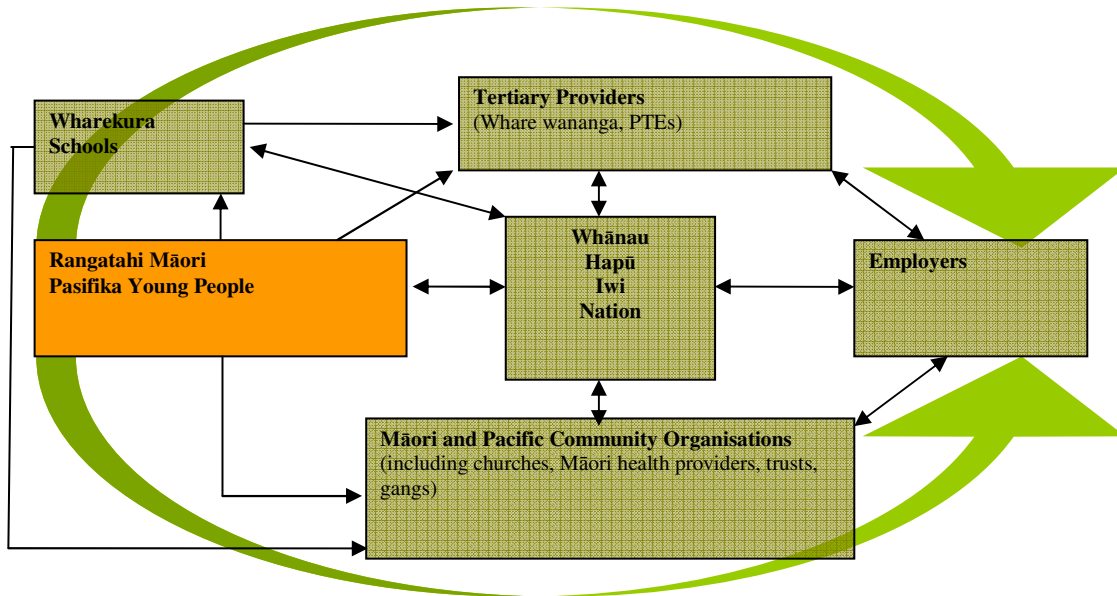 Wharekura
Schools
Tertiary Providers
(Whare wananga, PTEs)
Rangatahi Māori
Pasifika Young People
Whānau
Hapū
Iwi
Nation
Employers
Māori and Pacific Community Organisations
(including churches, Māori health providers, trusts,
gangs)